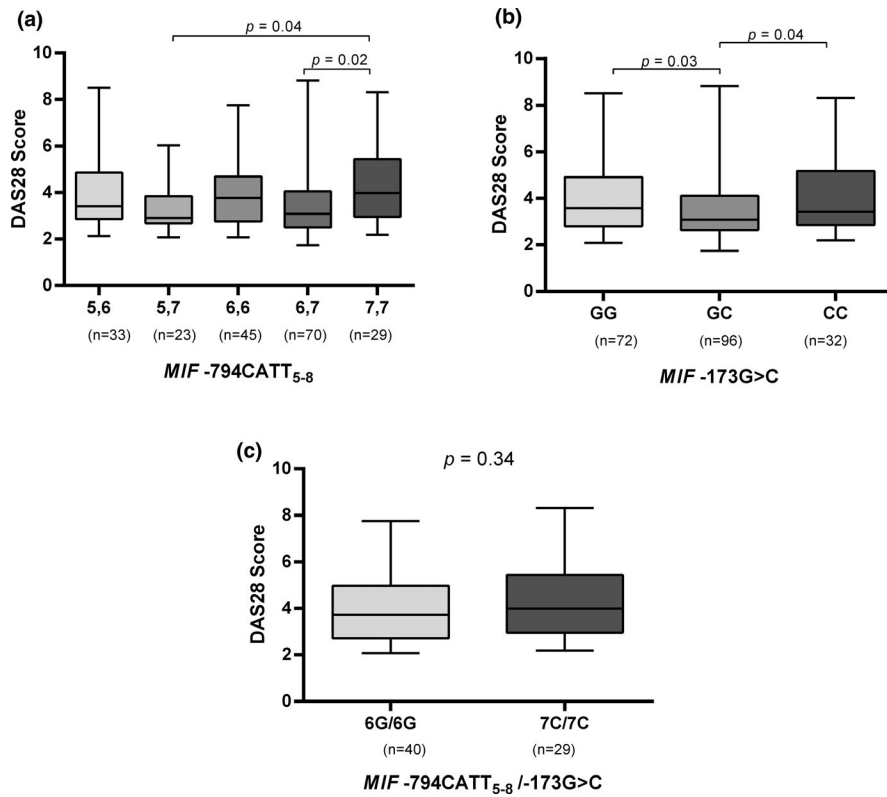 (a)
p = 0.04
p = 0.02
10
8
6
4
2
0
DAS28 Score
5,6 5,7 6,6 6,7 7,7
(n=33) (n=23) (n=45) (n=70) (n=29)
MIF -794CATT5-8
(b)
p = 0.04
p = 0.03
10
8
6
4
2
0
DAS28 Score
GG GC CC
(n=72) (n=96) (n=32)
MIF -173G>C
(c)
p = 0.34
10
8
6
4
2
0
DAS28 Score
6G/6G 7C/7C
(n=40) (n=29)
MIF -794CATT5-8 /-173G>C